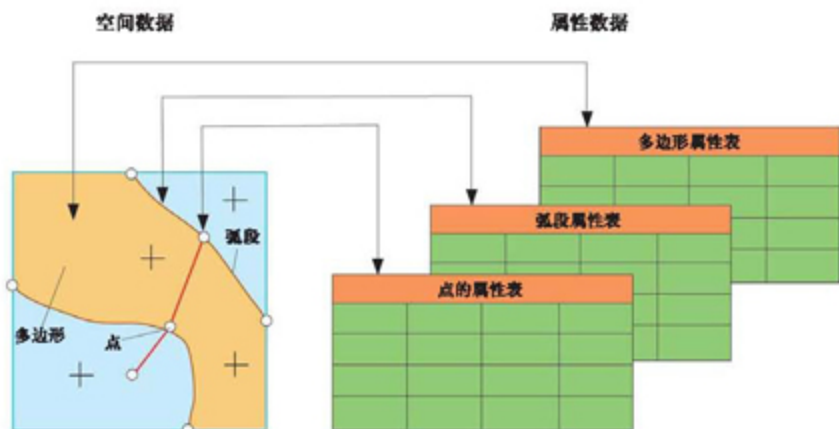 空间数据
属性数据
多边形属性表
弧段属性表
弧段
点的属性表
多边形
点